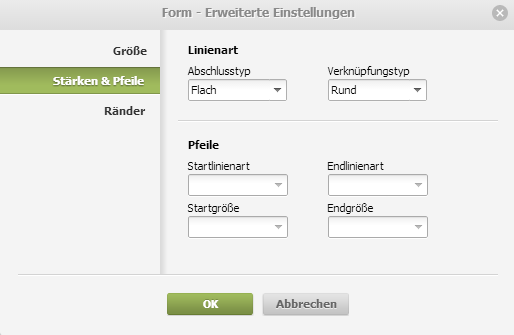 Form - Erweiterte Einstellungen
Größe
Stärken & Pfeile
Ränder
Linienart
Abschlusstyp Verknüpfungstyp
Flach Rund
Pfeile
Startlinienart Endlinienart
Startgröße Endgröße
OK Abbrechen